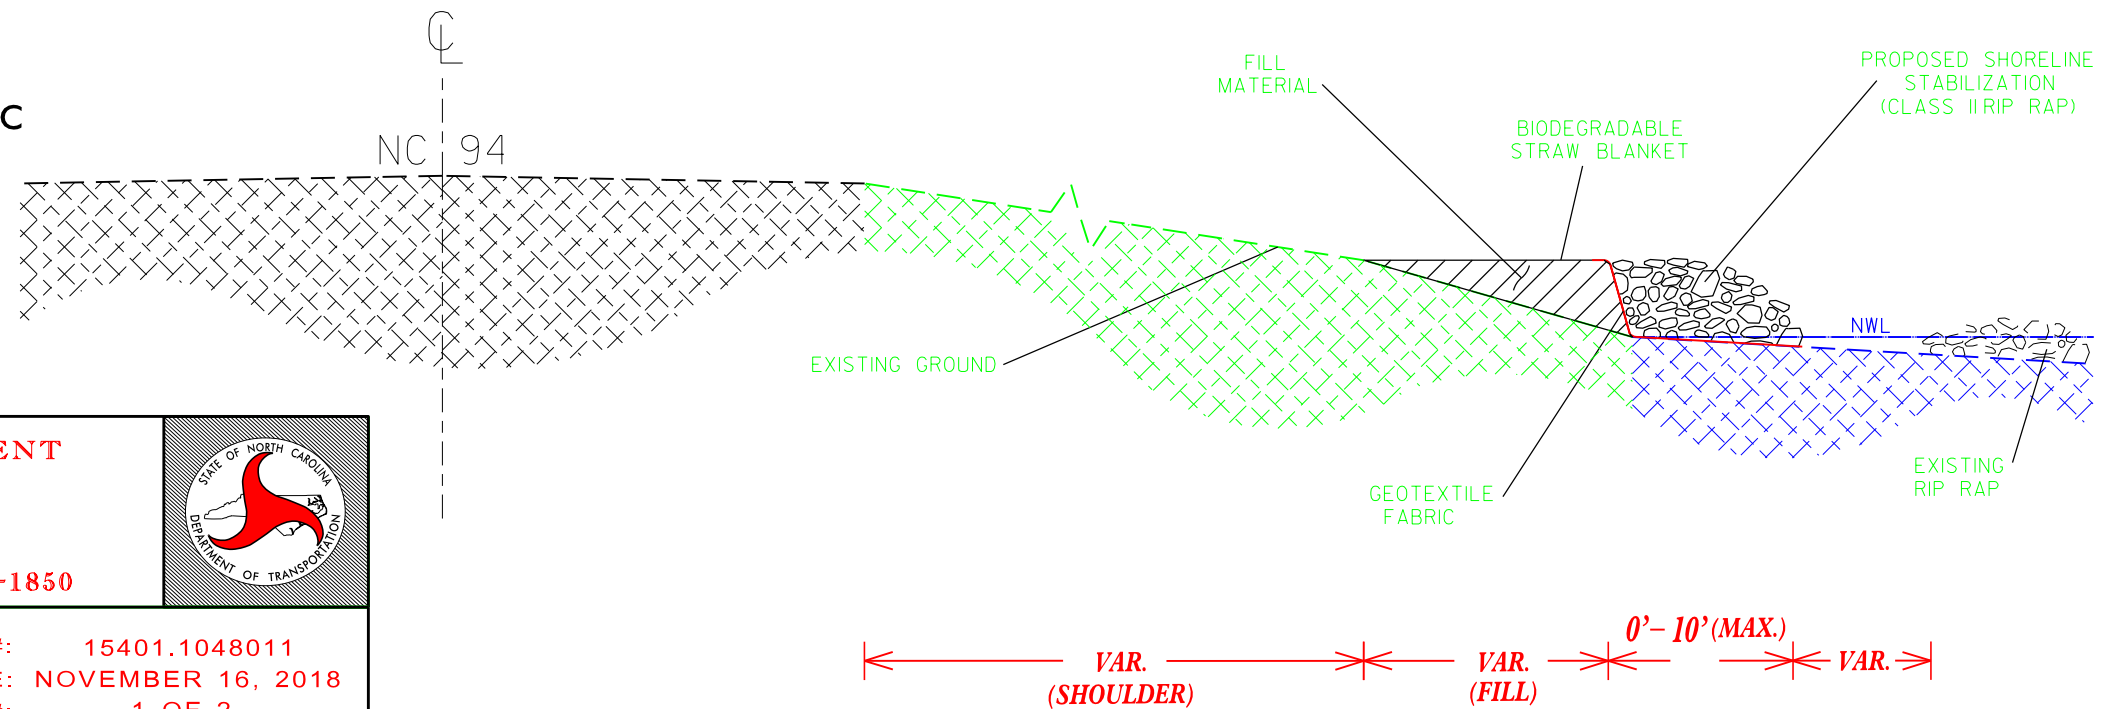 C
L
C
NC 94
FILL
MATERIAL
BIODEGRADABLE
STRAW BLANKET
PROPOSED SHORELINE
STABILIZATION
(CLASS II RIP RAP)
NWL
EXISTING GROUND
GEOTEXTILE
FABRIC
EXISTING
RIP RAP
ENT
-1850
STATE OF NORTH CAROLINA
DEPARTMENT OF TRANSPORTATION
15401.1048011
E: NOVEMBER 16, 2018
0'- 10' (MAX.)
VAR.
(SHOULDER)
VAR.
(FILL)
VAR.